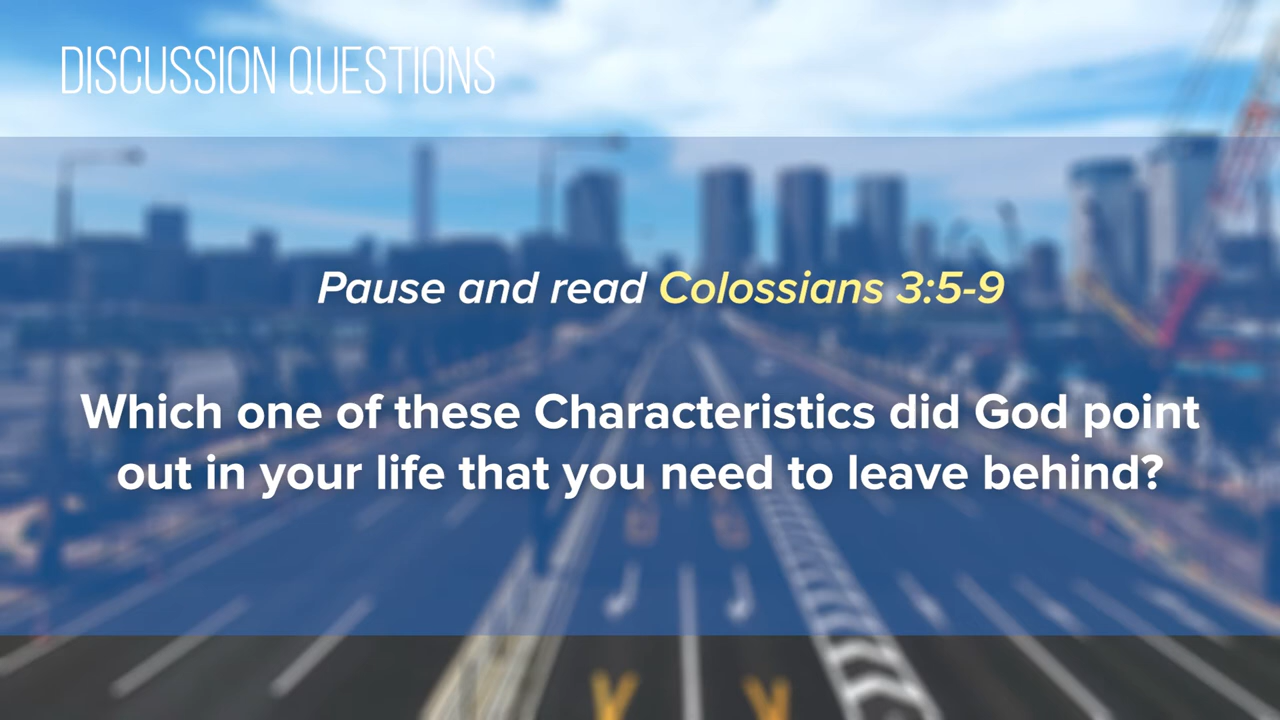 DISCUSSION QUESTIONS
Pause and read Colossians 3:5-9
Which one of these Characteristics did God point
out in your life that you need to leave behind?